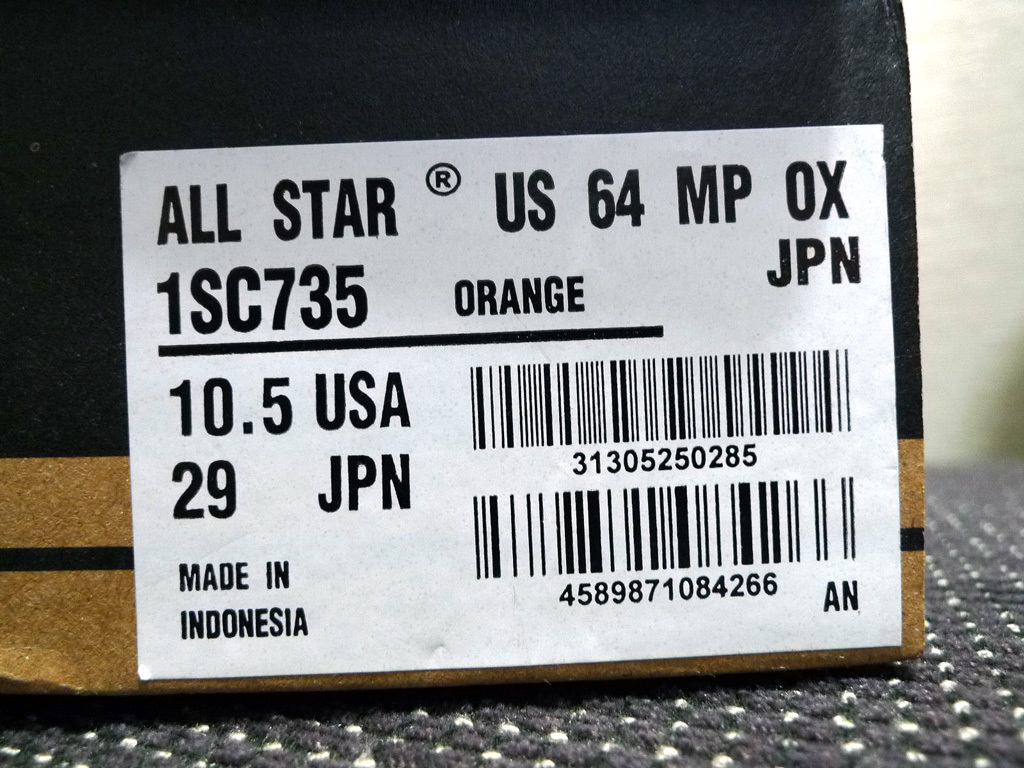 ALL STAR ® US 64 MP OX
JPN
1SC735 ORANGE
10.5 USA
29 JPN
31305250285
4589871084266
AN
MADE IN
INDONESIA